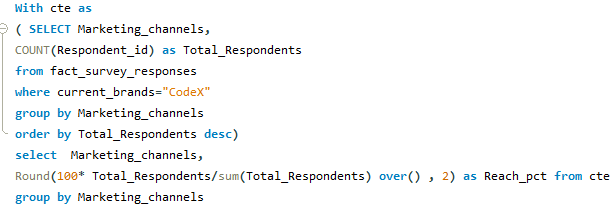 With cte as
( SELECT Marketing_channels,
COUNT(Respondent_id) as Total_Respondents
from fact_survey_responses
where current_brands="CodeX"
group by Marketing_channels
order by Total_Respondents desc)
select  Marketing_channels,
Round(100* Total_Respondents/sum(Total_Respondents) over() , 2) as Reach_pct from cte
group by Marketing_channels